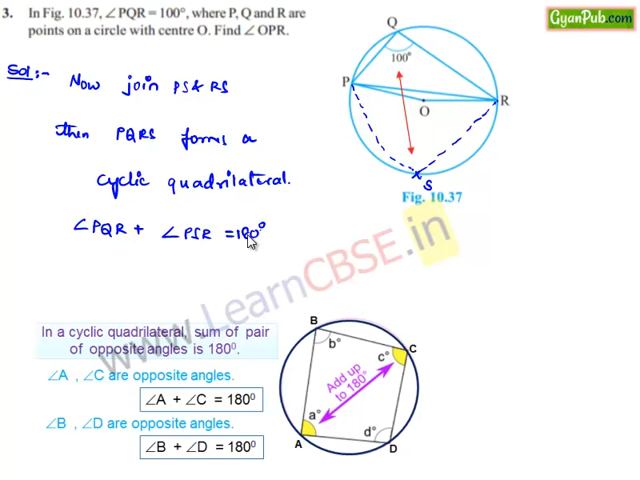 3. In Fig. 10.37, ∠PQR = 100°, where P, Q and R are
points on a circle with centre O. Find ∠OPR.
GyanPub.com
Sol:- Now join PS & RS
then PQRS forms a
cyclic quadrilateral.
∠PQR + ∠PSR = 180°
Q
100°
P
O
R
S
Fig. 10.37
www.LearnCBSE.in
In a cyclic quadrilateral, sum of pair
of opposite angles is 180⁰.
∠A , ∠C are opposite angles.
∠A + ∠C = 180⁰
∠B , ∠D are opposite angles.
∠B + ∠D = 180⁰
B
b°
C
c°
Add up
to 180°
a°
d°
A
D